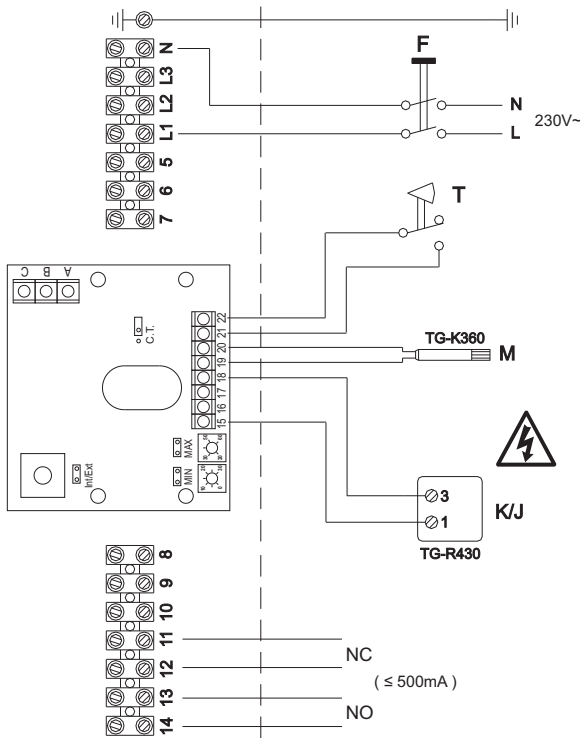 F
N
L3
L2
L1
5
6
7
N
L
230V~
T
C B A
C.T.
22
21
20
19
18
17
16
15
TG-K360
M
MAX
MIN
Int/Ext
3
1
K/J
TG-R430
8
9
10
11
12
13
14
NC
( ≤ 500mA )
NO